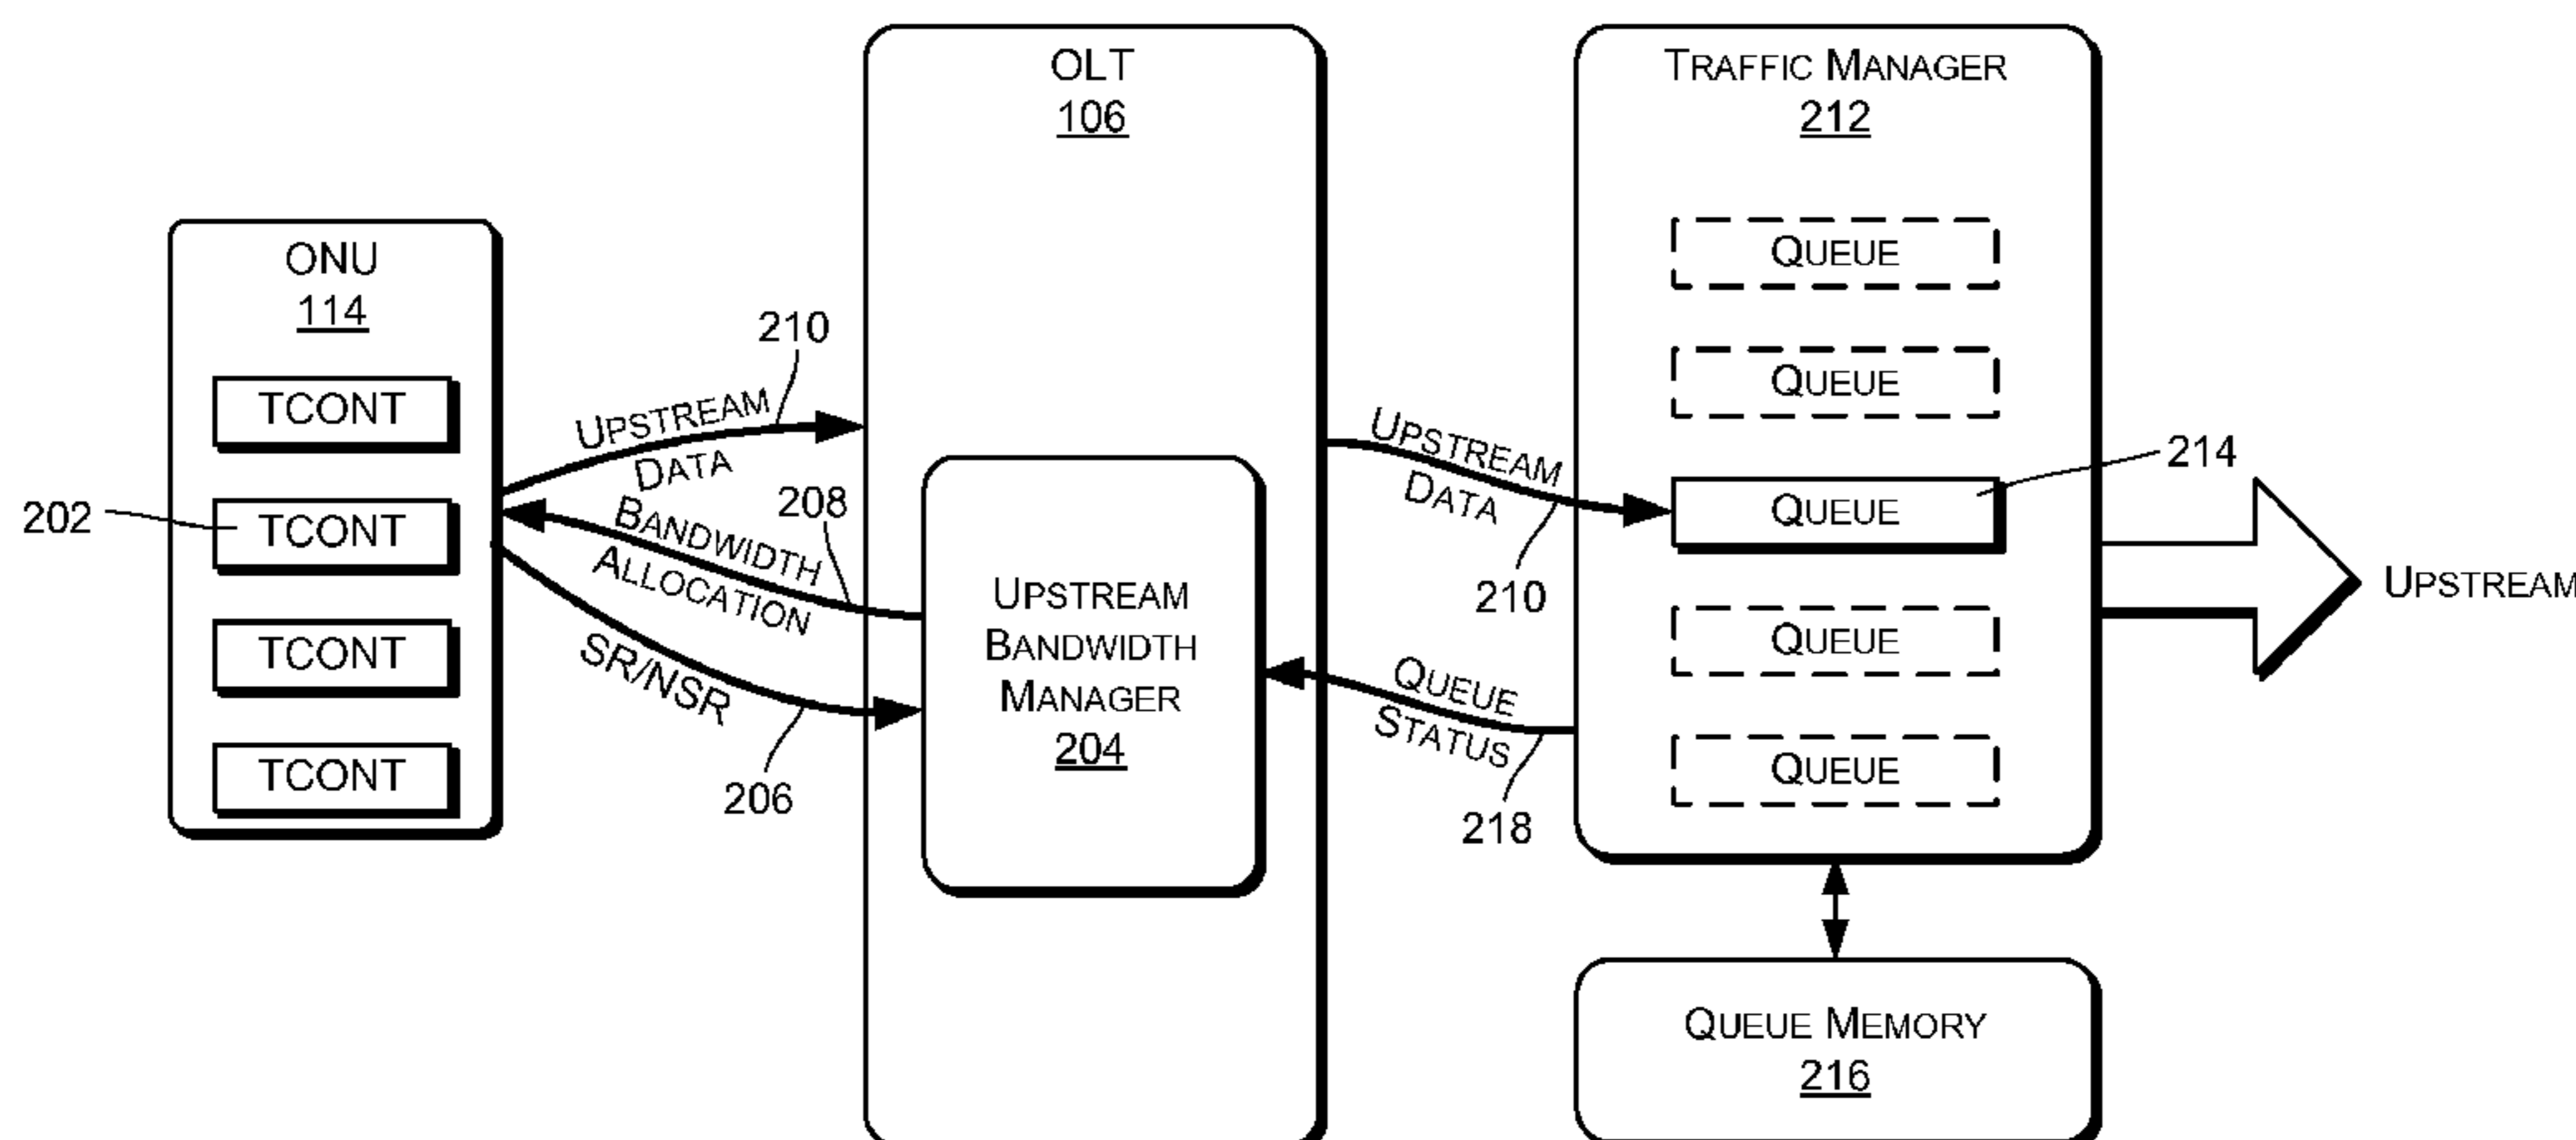 ONU
114
TCONT
202
TCONT
TCONT
TCONT
210
UPSTREAM
DATA
208
BANDWIDTH
ALLOCATION
SR/NSR
206
OLT
106
UPSTREAM
BANDWIDTH
MANAGER
204
UPSTREAM
DATA
210
QUEUE
STATUS
218
TRAFFIC MANAGER
212
QUEUE
QUEUE
QUEUE
214
QUEUE
QUEUE
QUEUE MEMORY
216
UPSTREAM